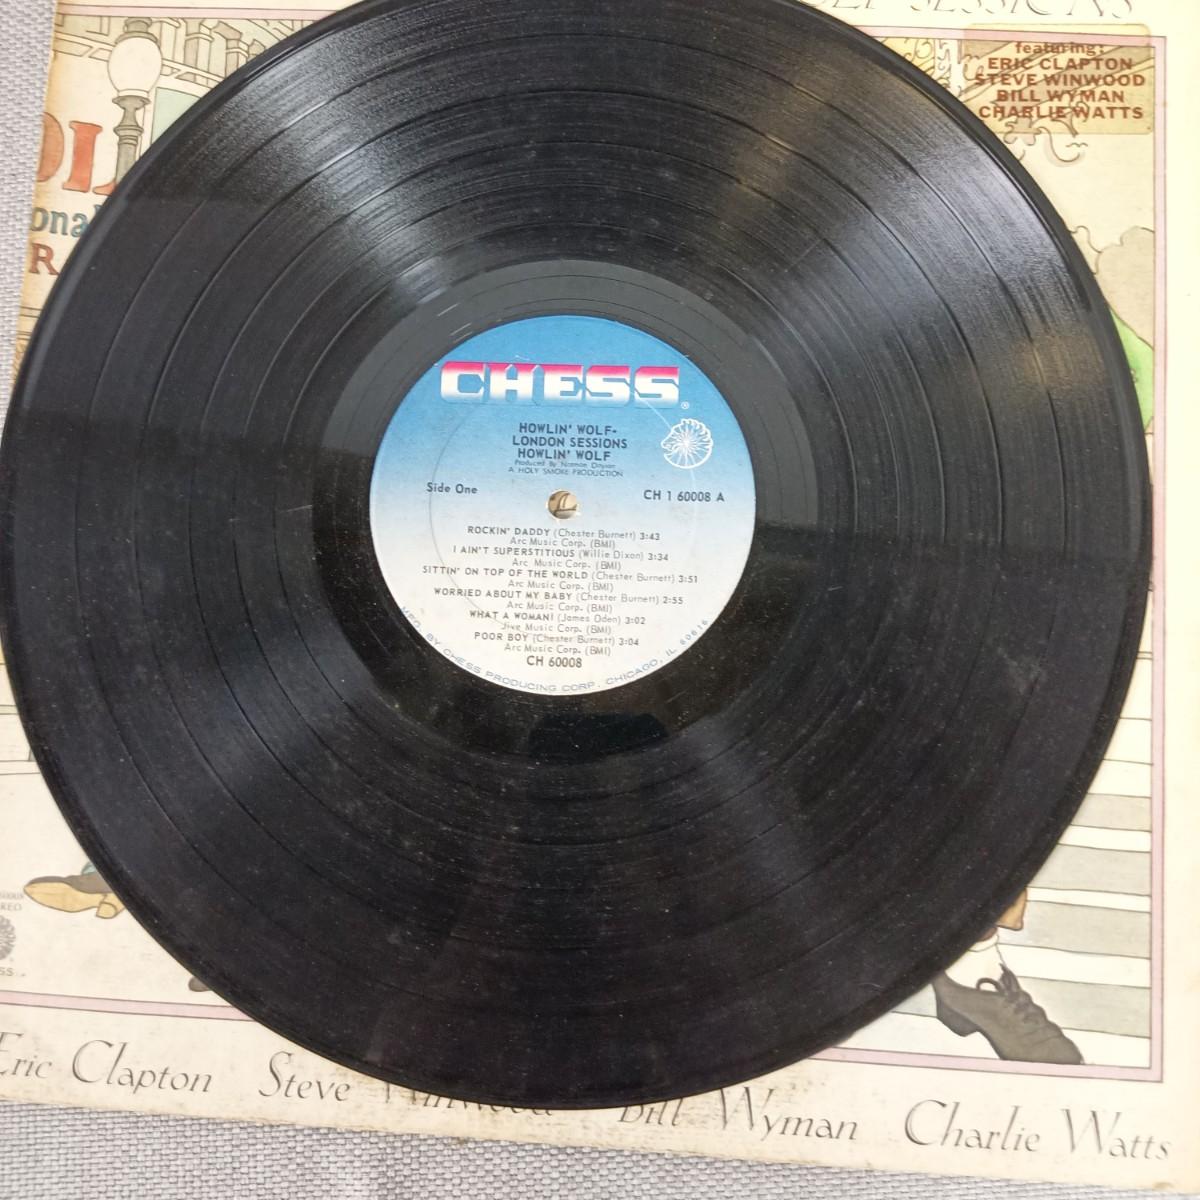 SESSIONS
featuring:
ERIC CLAPTON
STEVE WINWOOD
BILL WYMAN
CHARLIE WATTS
CHESS
HOWLIN' WOLF-
LONDON SESSIONS
HOWLIN' WOLF
Produced By Norman Dayron
A HOLY SMOKE PRODUCTION
Side One
CH 1 60008 A
ROCKIN' DADDY (Chester Burnett) 3:43
Arc Music Corp. (BMI)
I AIN'T SUPERSTITIOUS (Willie Dixon) 3:34
Arc Music Corp. (BMI)
SITTIN' ON TOP OF THE WORLD (Chester Burnett) 3:51
Arc Music Corp. (BMI)
WORRIED ABOUT MY BABY (Chester Burnett) 2:55
Arc Music Corp. (BMI)
WHAT A WOMAN! (James Oden) 3:02
Jive Music Corp. (BMI)
POOR BOY (Chester Burnett) 3:04
Arc Music Corp. (BMI)
CH 60008
MFG. BY CHESS PRODUCING CORP., CHICAGO, IL 60616
Eric Clapton Steve Winwood Bill Wyman Charlie Watts